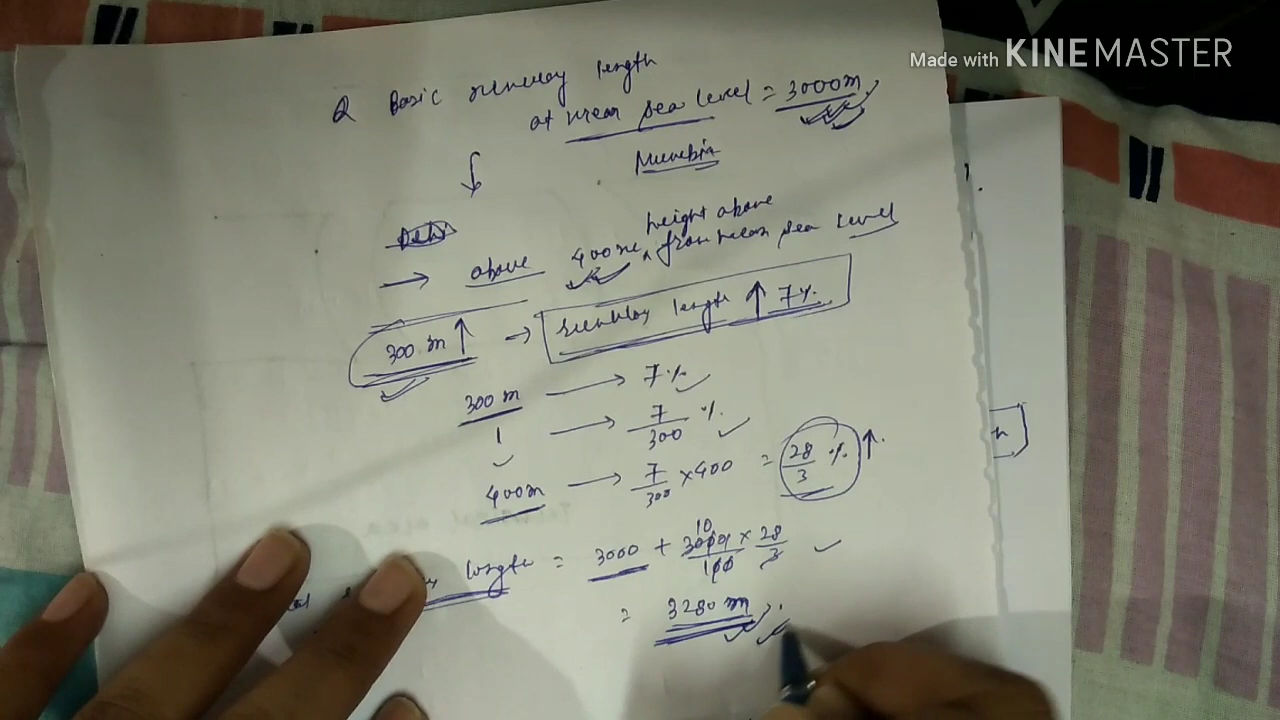 Made with KINEMASTER
Q Basic runway length
at mean sea level = 3000m
Mumbai
Delhi
height above
→ above 400m ^ from mean sea level
300 m ↑ → runway length ↑ 7%
300 m → 7%
1 → 7/300 %
400m → 7/300 × 400 = 28/3 % ↑
length = 3000 + 3000/100 × 28/3
10
= 3280 m